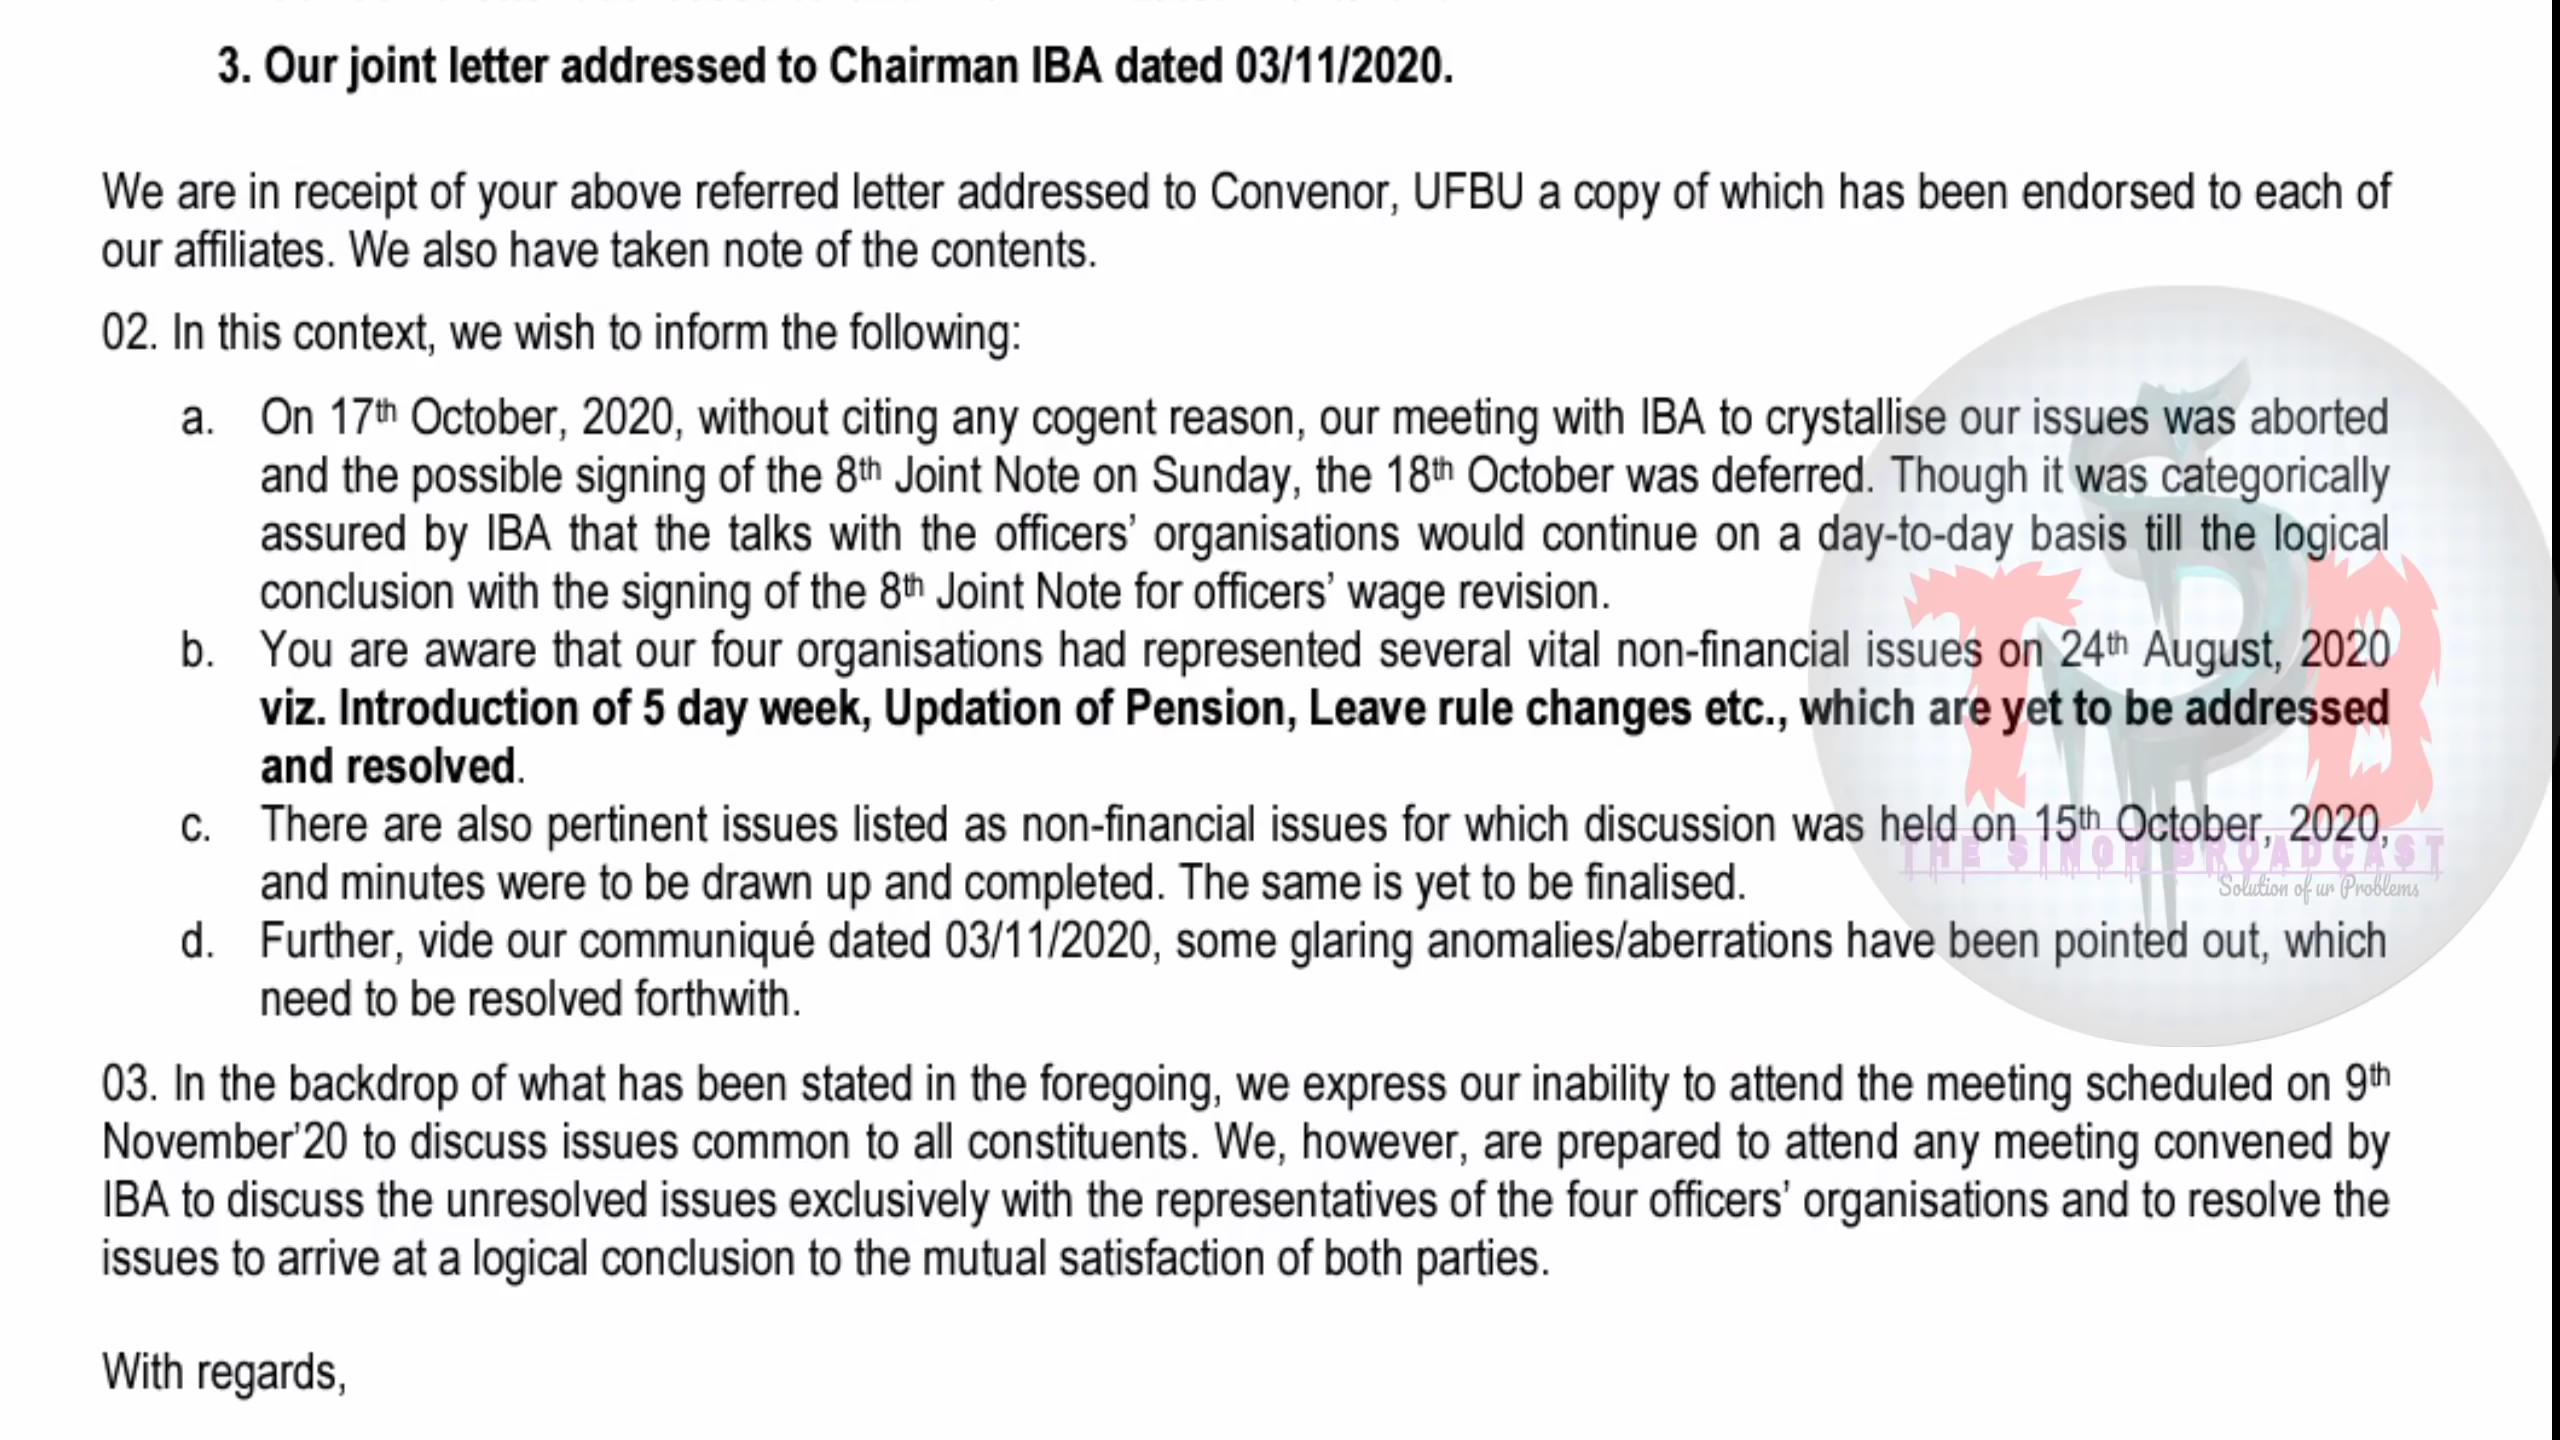 3. Our joint letter addressed to Chairman IBA dated 03/11/2020.
We are in receipt of your above referred letter addressed to Convenor, UFBU a copy of which has been endorsed to each of
our affiliates. We also have taken note of the contents.
02. In this context, we wish to inform the following:
a. On 17th October, 2020, without citing any cogent reason, our meeting with IBA to crystallise our issues was aborted
and the possible signing of the 8th Joint Note on Sunday, the 18th October was deferred. Though it was categorically
assured by IBA that the talks with the officers’ organisations would continue on a day-to-day basis till the logical
conclusion with the signing of the 8th Joint Note for officers’ wage revision.
b. You are aware that our four organisations had represented several vital non-financial issues on 24th August, 2020
viz. Introduction of 5 day week, Updation of Pension, Leave rule changes etc., which are yet to be addressed
and resolved.
c. There are also pertinent issues listed as non-financial issues for which discussion was held on 15th October, 2020,
and minutes were to be drawn up and completed. The same is yet to be finalised.
d. Further, vide our communiqué dated 03/11/2020, some glaring anomalies/aberrations have been pointed out, which
need to be resolved forthwith.
03. In the backdrop of what has been stated in the foregoing, we express our inability to attend the meeting scheduled on 9th
November’20 to discuss issues common to all constituents. We, however, are prepared to attend any meeting convened by
IBA to discuss the unresolved issues exclusively with the representatives of the four officers’ organisations and to resolve the
issues to arrive at a logical conclusion to the mutual satisfaction of both parties.
With regards,
TSB
THE SINGH BROADCAST
Solution of ur Problems